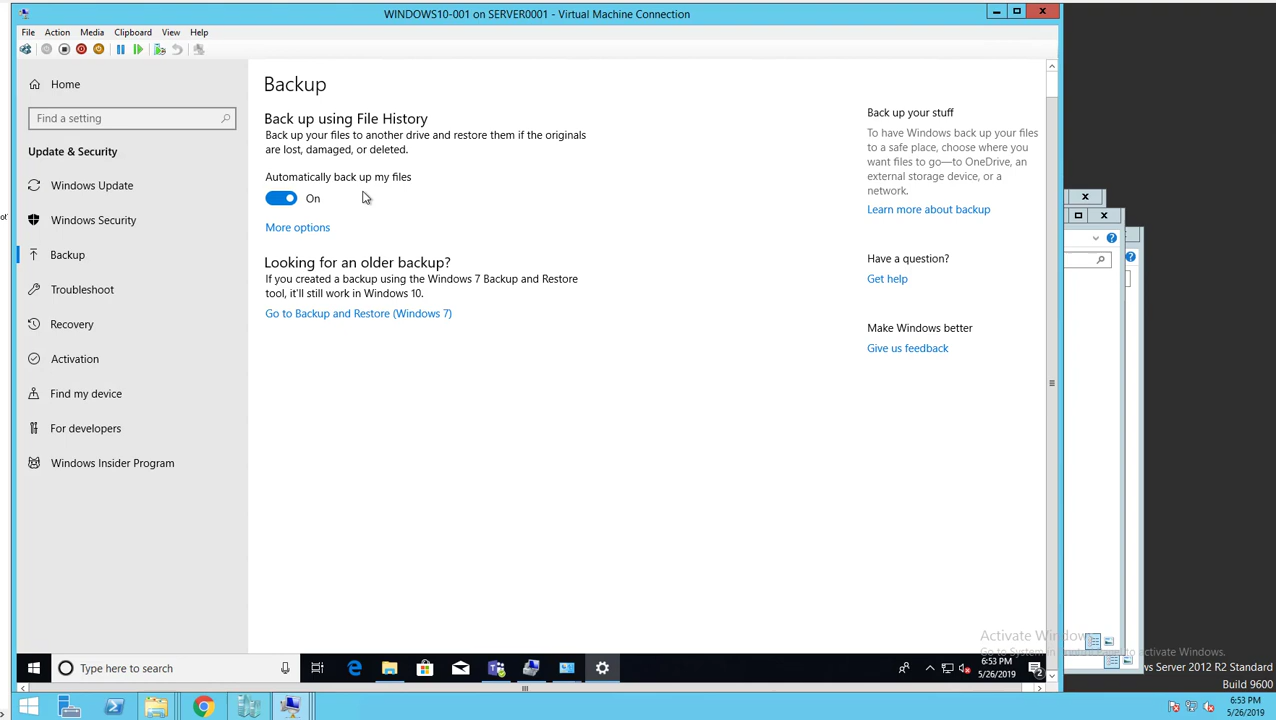 WINDOWS10-001 on SERVER0001 - Virtual Machine Connection
File Action Media Clipboard View Help
Home
Find a setting
Update & Security
Windows Update
Windows Security
Backup
Troubleshoot
Recovery
Activation
Find my device
For developers
Windows Insider Program
Backup
Back up using File History
Back up your files to another drive and restore them if the originals
are lost, damaged, or deleted.
Automatically back up my files
On
More options
Looking for an older backup?
If you created a backup using the Windows 7 Backup and Restore
tool, it'll still work in Windows 10.
Go to Backup and Restore (Windows 7)
Back up your stuff
To have Windows back up your files
to a safe place, choose where you
want files to go—to OneDrive, an
external storage device, or a
network.
Learn more about backup
Have a question?
Get help
Make Windows better
Give us feedback
Activate Windows
Go to System in
Activate Windows.
ws Server 2012 R2 Standard
Build 9600
Type here to search
6:53 PM
5/26/2019
2
6:53 PM
5/26/2019